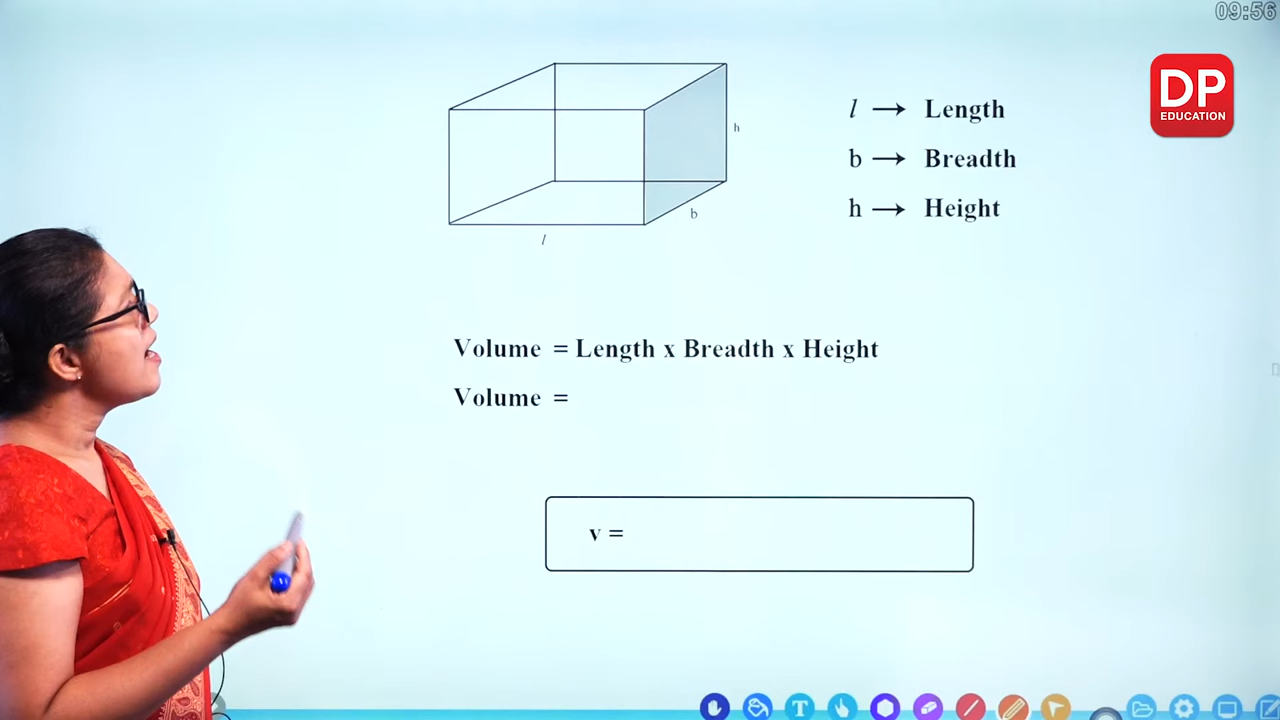 09:56
DP
EDUCATION
l → Length
b → Breadth
h → Height
h
b
l
Volume = Length x Breadth x Height
Volume =
v =
T